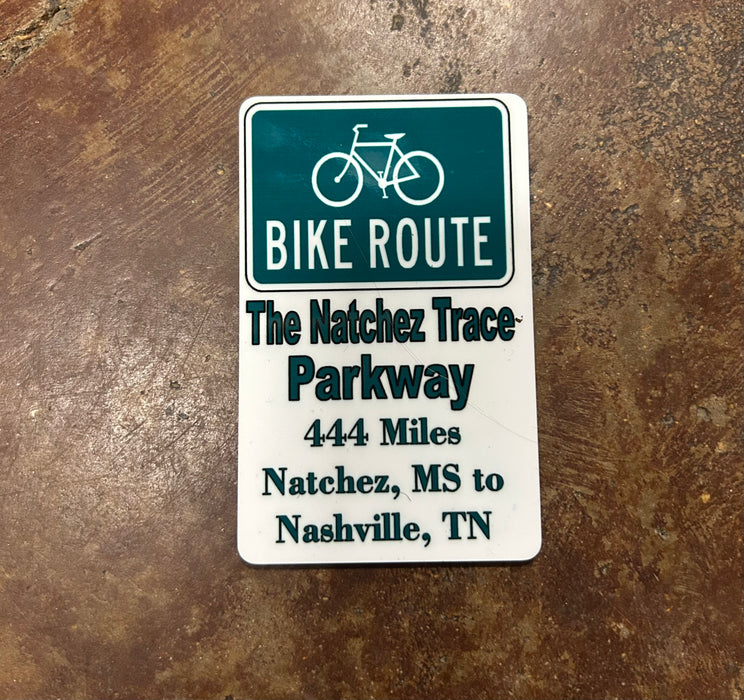 BIKE ROUTE
The Natchez Trace
Parkway
444 Miles
Natchez, MS to
Nashville, TN